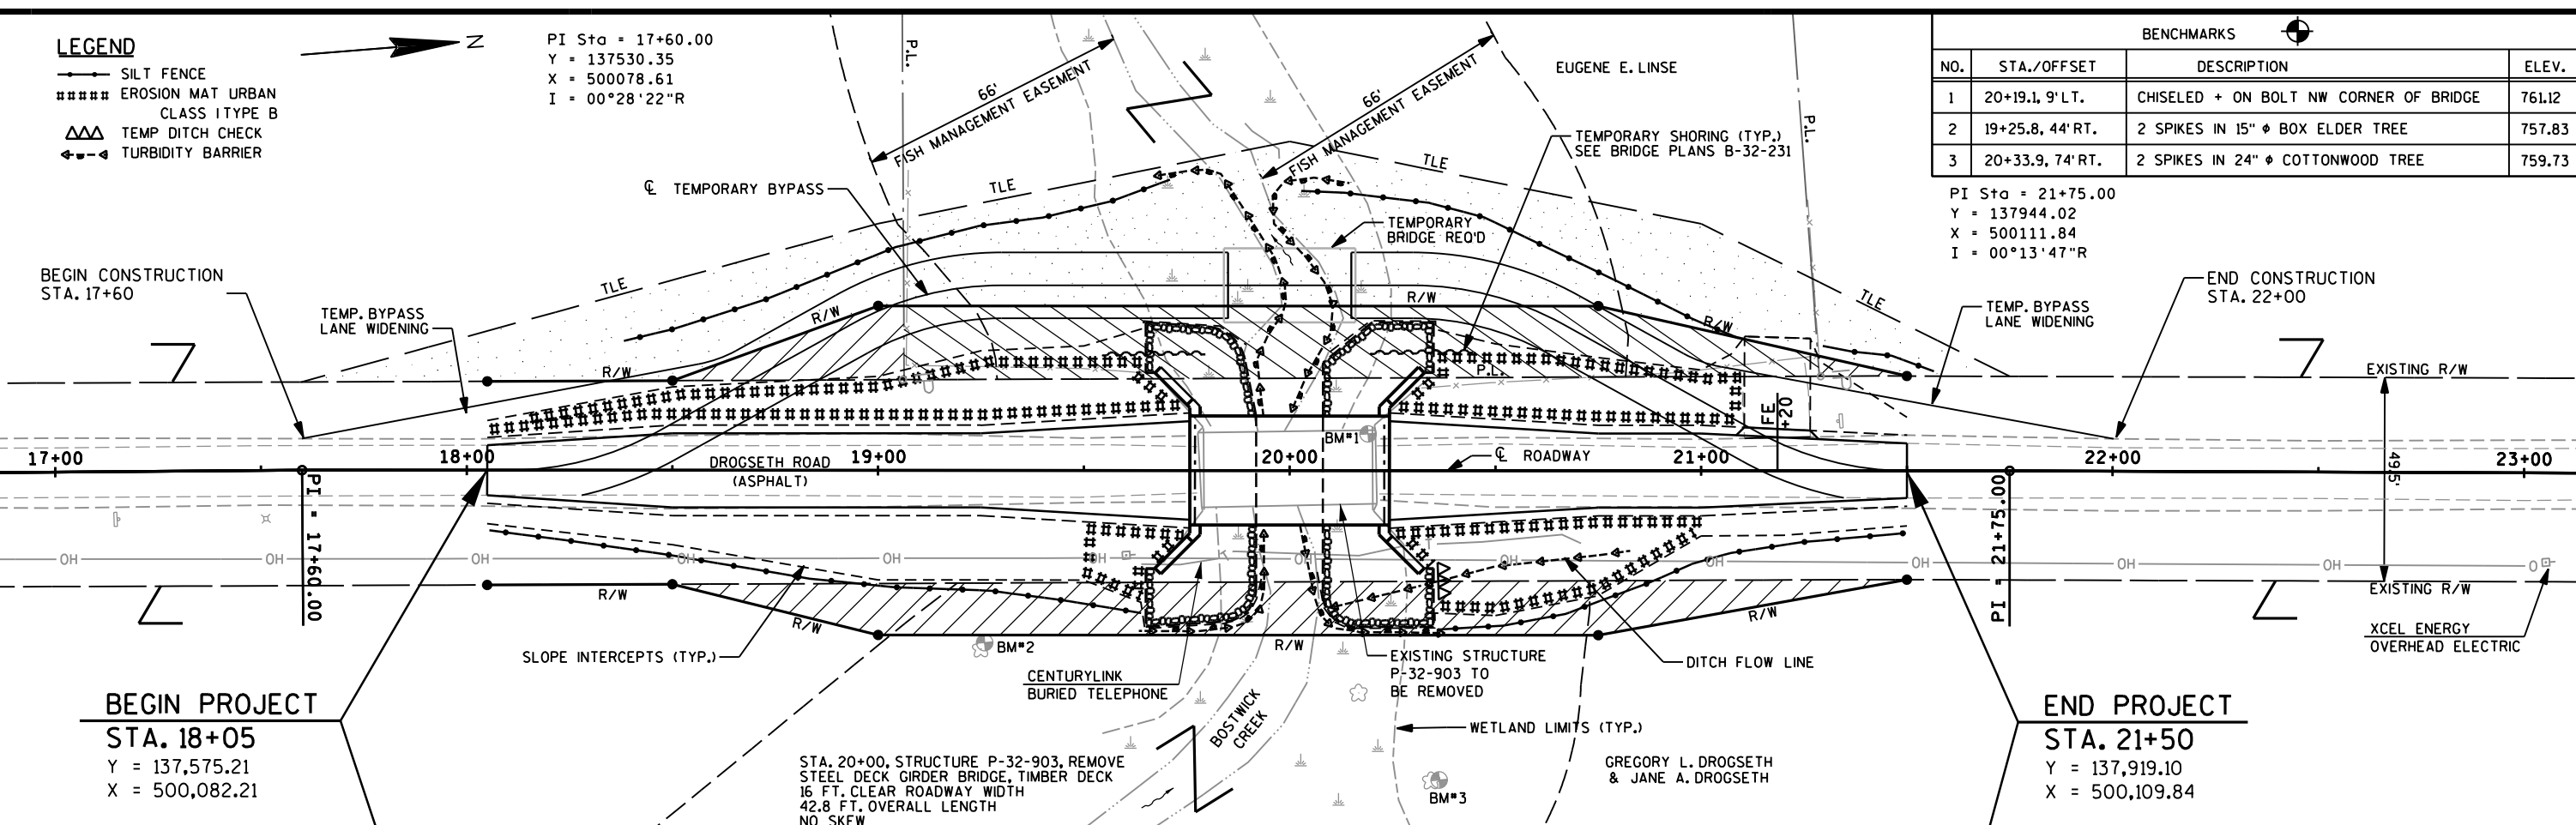 LEGEND
SILT FENCE
EROSION MAT URBAN
CLASS I TYPE B
TEMP DITCH CHECK
TURBIDITY BARRIER
N
PI Sta = 17+60.00
Y = 137530.35
X = 500078.61
I = 00°28'22"R
P.L.
66'
FISH MANAGEMENT EASEMENT
66'
FISH MANAGEMENT EASEMENT
EUGENE E. LINSE
P.L.
BENCHMARKS
NO. STA./OFFSET DESCRIPTION ELEV.
1 20+19.1, 9' LT. CHISELED + ON BOLT NW CORNER OF BRIDGE 761.12
2 19+25.8, 44' RT. 2 SPIKES IN 15" ø BOX ELDER TREE 757.83
3 20+33.9, 74' RT. 2 SPIKES IN 24" ø COTTONWOOD TREE 759.73
PI Sta = 21+75.00
Y = 137944.02
X = 500111.84
I = 00°13'47"R
TEMPORARY SHORING (TYP.)
SEE BRIDGE PLANS B-32-231
℄ TEMPORARY BYPASS
TLE
TLE
TEMPORARY
BRIDGE REQ'D
BEGIN CONSTRUCTION
STA. 17+60
TLE
TEMP. BYPASS
LANE WIDENING
R/W
R/W
R/W
TLE
TEMP. BYPASS
LANE WIDENING
END CONSTRUCTION
STA. 22+00
R/W
P.L.
EXISTING R/W
FE
+20
BM#1
17+00
18+00
19+00
20+00
21+00
22+00
23+00
DROGSETH ROAD
(ASPHALT)
℄ ROADWAY
49.5'
PI = 17+60.00
PI = 21+75.00
OH
OH
OH
OH
OH
OH
K
OH
OH
OH
OH
OH
OH
O
R/W
R/W
R/W
R/W
EXISTING R/W
XCEL ENERGY
OVERHEAD ELECTRIC
SLOPE INTERCEPTS (TYP.)
BM#2
CENTURYLINK
BURIED TELEPHONE
EXISTING STRUCTURE
P-32-903 TO
BE REMOVED
DITCH FLOW LINE
BEGIN PROJECT
STA. 18+05
Y = 137,575.21
X = 500,082.21
BOSTWICK
CREEK
WETLAND LIMITS (TYP.)
END PROJECT
STA. 21+50
Y = 137,919.10
X = 500,109.84
STA. 20+00, STRUCTURE P-32-903, REMOVE
STEEL DECK GIRDER BRIDGE, TIMBER DECK
16 FT. CLEAR ROADWAY WIDTH
42.8 FT. OVERALL LENGTH
NO SKEW
BM#3
GREGORY L. DROGSETH
& JANE A. DROGSETH